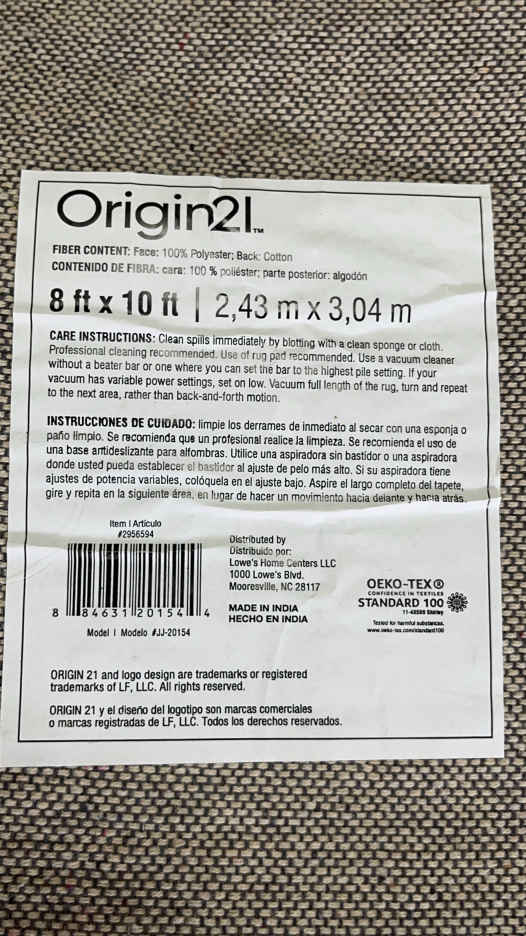 Origin21™
FIBER CONTENT: Face: 100% Polyester; Back: Cotton
CONTENIDO DE FIBRA: cara: 100 % poliéster; parte posterior: algodón
8 ft x 10 ft | 2,43 m x 3,04 m
CARE INSTRUCTIONS: Clean spills immediately by blotting with a clean sponge or cloth.
Professional cleaning recommended. Use of rug pad recommended. Use a vacuum cleaner
without a beater bar or one where you can set the bar to the highest pile setting. If your
vacuum has variable power settings, set on low. Vacuum full length of the rug, turn and repeat
to the next area, rather than back-and-forth motion.
INSTRUCCIONES DE CUIDADO: limpie los derrames de inmediato al secar con una esponja o
paño limpio. Se recomienda que un profesional realice la limpieza. Se recomienda el uso de
una base antideslizante para alfombras. Utilice una aspiradora sin bastidor o una aspiradora
donde usted pueda establecer el bastidor al ajuste de pelo más alto. Si su aspiradora tiene
ajustes de potencia variables, colóquela en el ajuste bajo. Aspire el largo completo del tapete,
gire y repita en la siguiente área, en lugar de hacer un movimiento hacia delante y hacia atrás.
Item | Artículo
#2956594
8 84631 20154 4
Model | Modelo #JJ-20154
Distributed by
Distribuido por:
Lowe's Home Centers LLC
1000 Lowe's Blvd.
Mooresville, NC 28117
MADE IN INDIA
HECHO EN INDIA
OEKO-TEX®
CONFIDENCE IN TEXTILES
STANDARD 100
11-43505 Shirley
Tested for harmful substances.
www.oeko-tex.com/standard100
ORIGIN 21 and logo design are trademarks or registered
trademarks of LF, LLC. All rights reserved.
ORIGIN 21 y el diseño del logotipo son marcas comerciales
o marcas registradas de LF, LLC. Todos los derechos reservados.